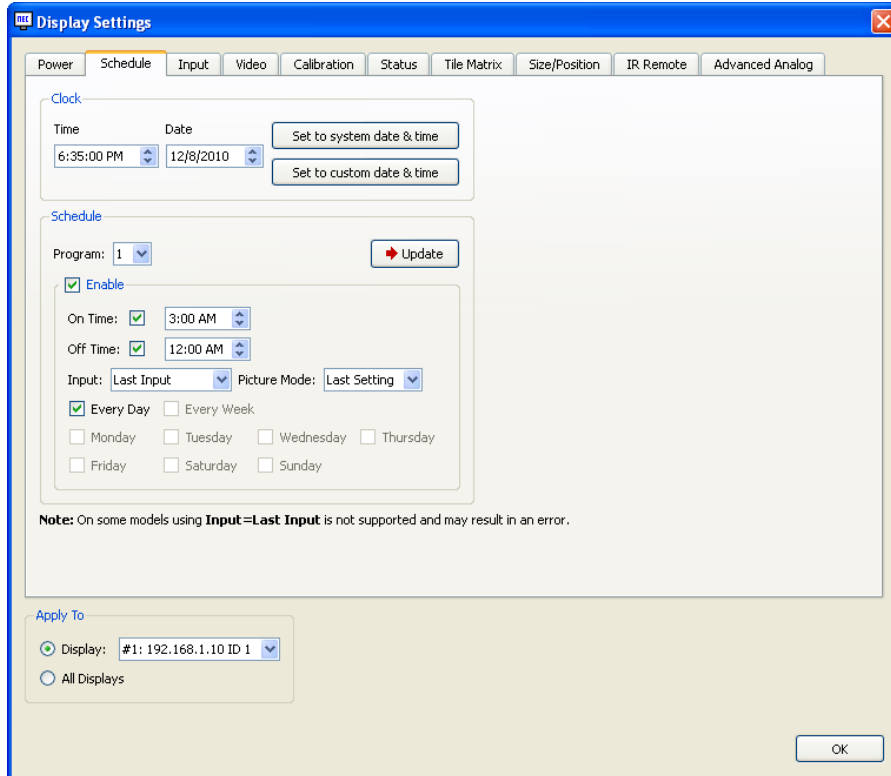 NEC Display Settings
Power Schedule Input Video Calibration Status Tile Matrix Size/Position IR Remote Advanced Analog
Clock
Time Date
6:35:00 PM 12/8/2010 Set to system date & time
Set to custom date & time
Schedule
Program: 1 Update
Enable
On Time: 3:00 AM
Off Time: 12:00 AM
Input: Last Input Picture Mode: Last Setting
Every Day Every Week
Monday Tuesday Wednesday Thursday
Friday Saturday Sunday
Note: On some models using Input=Last Input is not supported and may result in an error.
Apply To
Display: #1: 192.168.1.10 ID 1
All Displays
OK